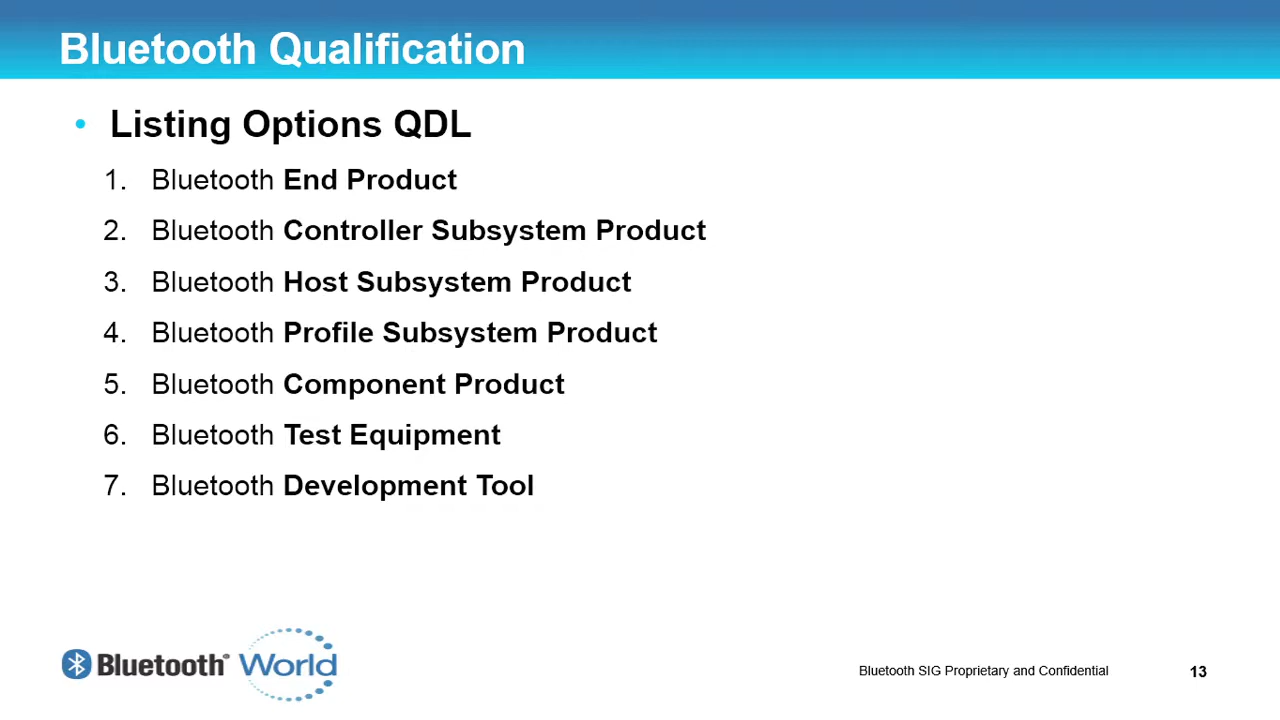 Bluetooth Qualification
• Listing Options QDL
1. Bluetooth End Product
2. Bluetooth Controller Subsystem Product
3. Bluetooth Host Subsystem Product
4. Bluetooth Profile Subsystem Product
5. Bluetooth Component Product
6. Bluetooth Test Equipment
7. Bluetooth Development Tool
Bluetooth® World
Bluetooth SIG Proprietary and Confidential
13